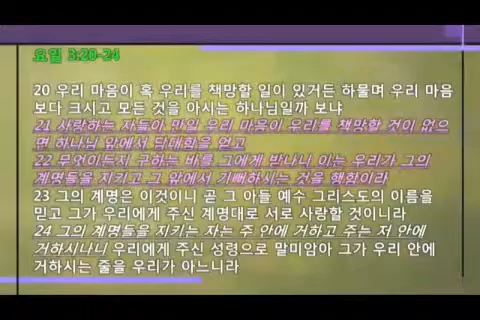 요일 3:20-24
20 우리 마음이 혹 우리를 책망할 일이 있거든 하물며 우리 마음
보다 크시고 모든 것을 아시는 하나님일까 보냐
21 사랑하는 자들아 만일 우리 마음이 우리를 책망할 것이 없으
면 하나님 앞에서 담대함을 얻고
22 무엇이든지 구하는 바를 그에게 받나니 이는 우리가 그의
계명들을 지키고 그 앞에서 기뻐하시는 것을 행함이라
23 그의 계명은 이것이니 곧 그 아들 예수 그리스도의 이름을
믿고 그가 우리에게 주신 계명대로 서로 사랑할 것이니라
24 그의 계명들을 지키는 자는 주 안에 거하고 주는 저 안에
거하시나니 우리에게 주신 성령으로 말미암아 그가 우리 안에
거하시는 줄을 우리가 아느니라